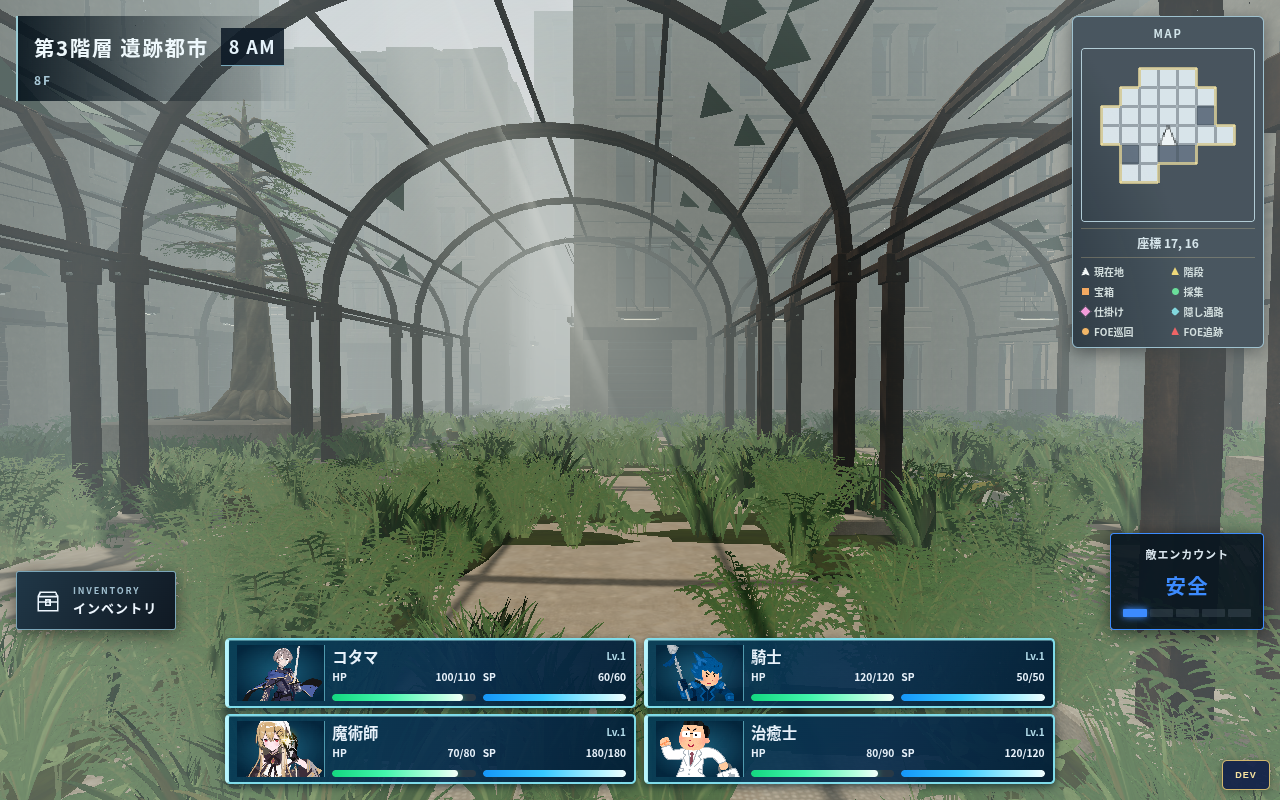 第3階層 遺跡都市 8 AM
8F
MAP
座標 17, 16
現在地 階段
宝箱 採集
仕掛け 隠し通路
FOE巡回 FOE追跡
敵エンカウント
安全
INVENTORY
インベントリ
コタマ Lv.1
HP 100/110 SP 60/60
騎士 Lv.1
HP 120/120 SP 50/50
魔術師 Lv.1
HP 70/80 SP 180/180
治癒士 Lv.1
HP 80/90 SP 120/120
DEV